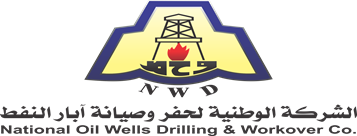 NWD
الشركة الوطنية لحفر وصيانة آبار النفط
National Oil Wells Drilling & Workover Co.